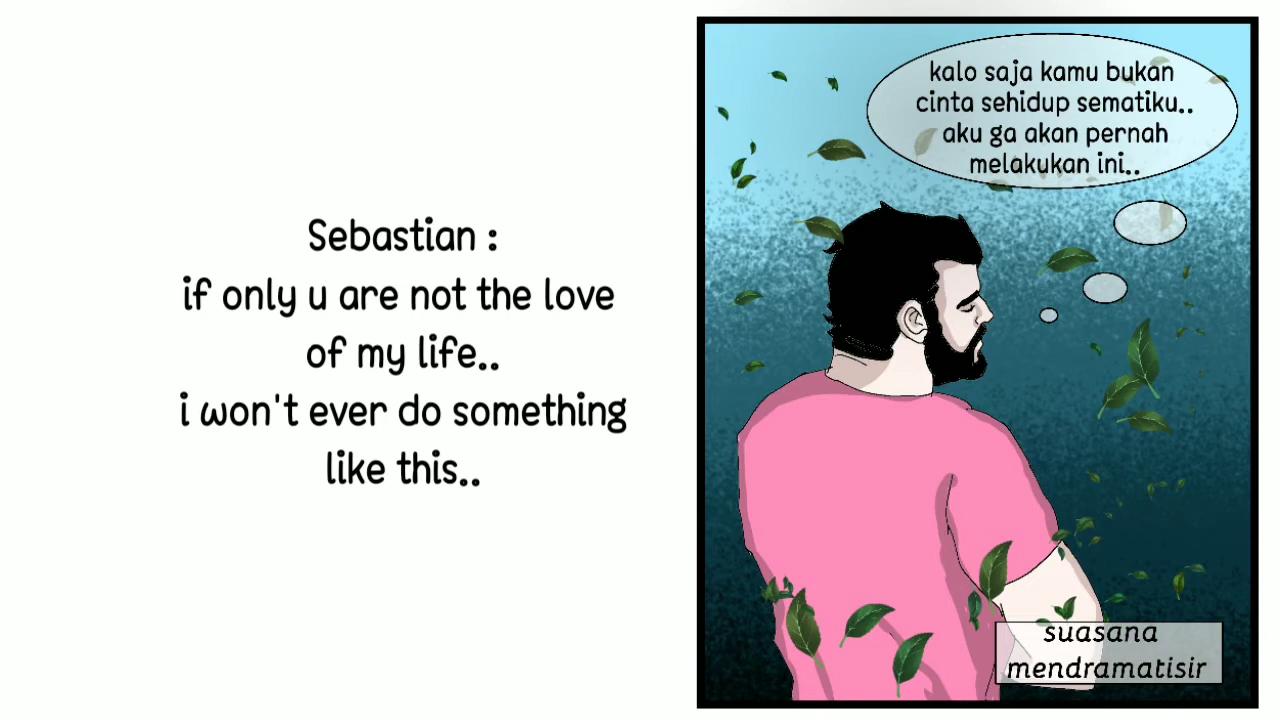 Sebastian :
if only u are not the love
of my life..
i won't ever do something
like this..
kalo saja kamu bukan
cinta sehidup sematiku..
aku ga akan pernah
melakukan ini..
suasana
mendramatisir